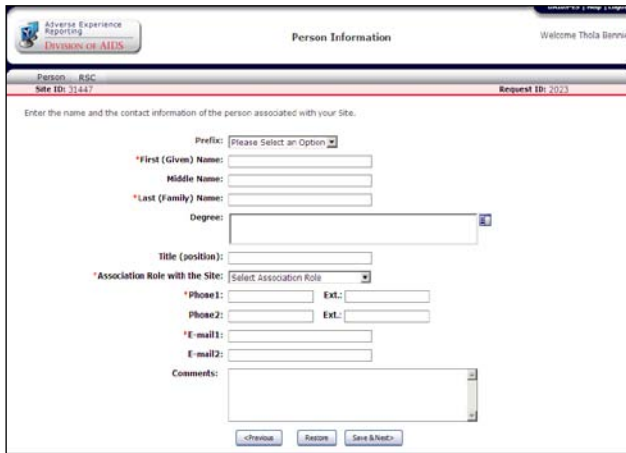 Adverse Experience
Reporting
DIVISION OF AIDS
Person Information
Welcome Thola
Person RSC
Site ID: 31447 Request ID: 2023
Enter the name and the contact information of the person associated with your Site.
Prefix: Please Select an Option
*First (Given) Name:
Middle Name:
*Last (Family) Name:
Degree:
Title (position):
*Association Role with the Site: Select Association Role
*Phone1: Ext.:
Phone2: Ext.:
*E-mail1:
E-mail2:
Comments:
<Previous Restore Save & Next>